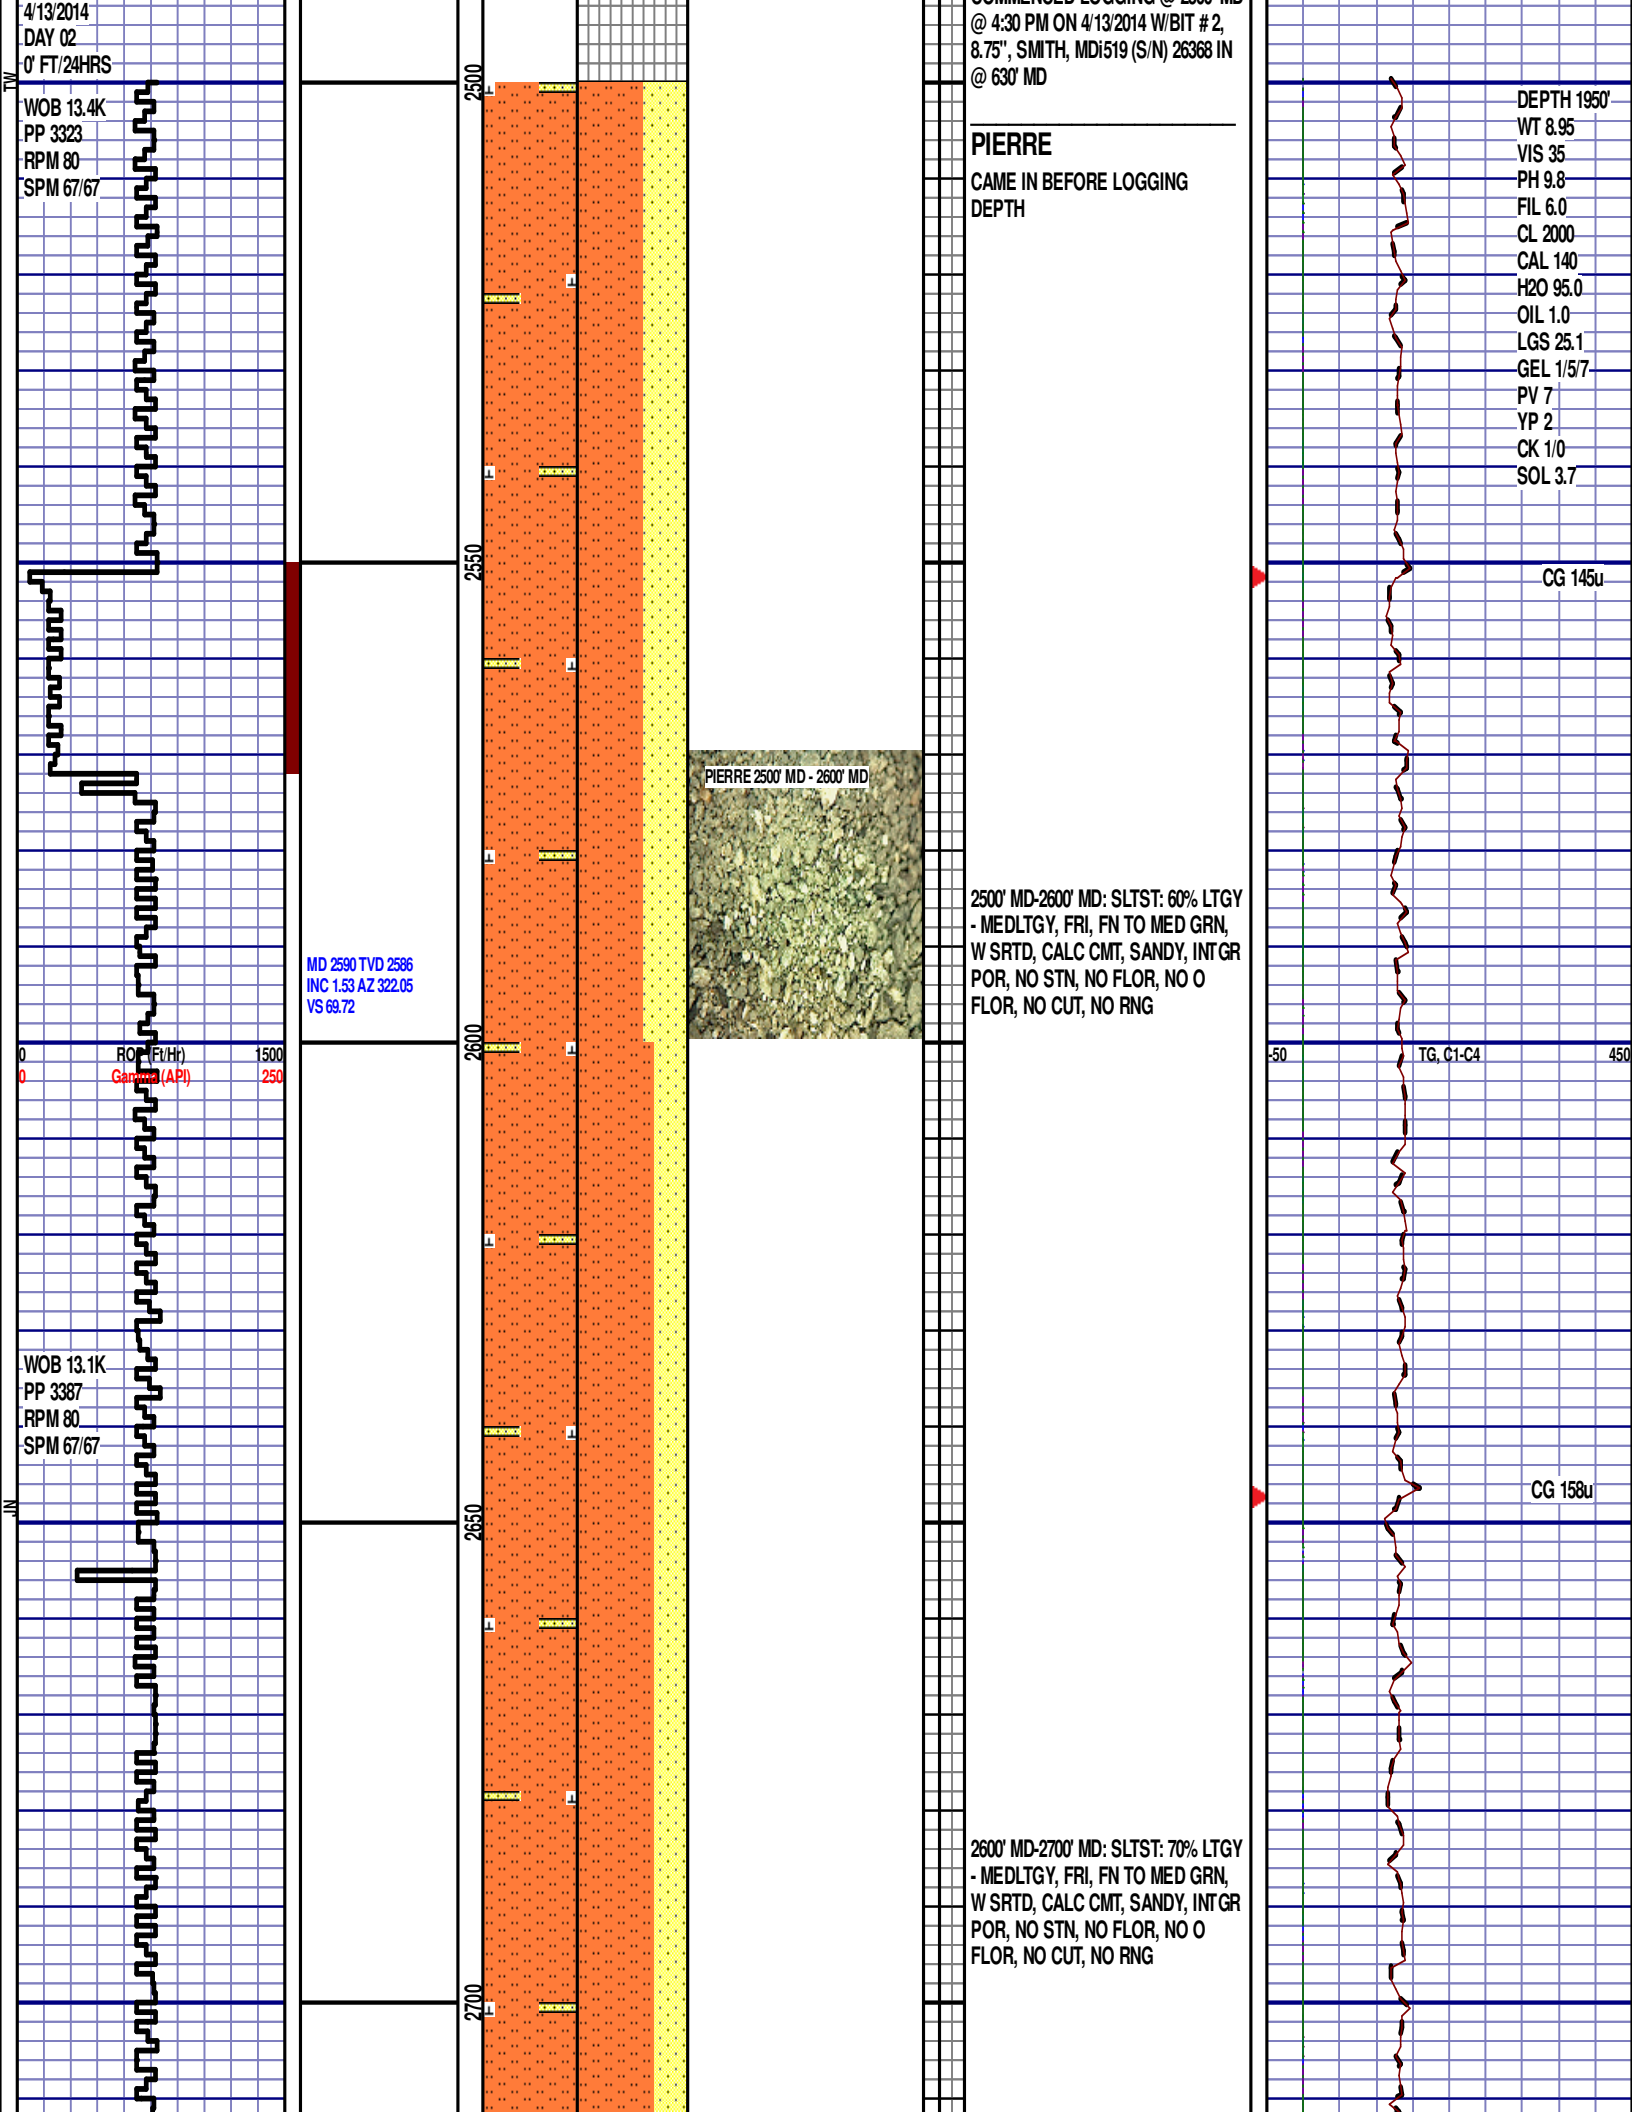 4/13/2014
DAY 02
0' FT/24HRS
TW
WOB 13.4K
PP 3323
RPM 80
SPM 67/67
2500
@ 4:30 PM ON 4/13/2014 W/BIT # 2,
8.75", SMITH, MDi519 (S/N) 26368 IN
@ 630' MD
PIERRE
CAME IN BEFORE LOGGING
DEPTH
DEPTH 1950'
WT 8.95
VIS 35
PH 9.8
FIL 6.0
CL 2000
CAL 140
H2O 95.0
OIL 1.0
LGS 25.1
GEL 1/5/7
PV 7
YP 2
CK 1/0
SOL 3.7
2550
CG 145u
PIERRE 2500' MD - 2600' MD
2500' MD-2600' MD: SLTST: 60% LTGY
- MEDLTGY, FRI, FN TO MED GRN,
W SRTD, CALC CMT, SANDY, INTGR
POR, NO STN, NO FLOR, NO O
FLOR, NO CUT, NO RNG
MD 2590 TVD 2586
INC 1.53 AZ 322.05
VS 69.72
2600
0 ROP (Ft/Hr) 1500
0 Gamma (API) 250
-50 TG, C1-C4 450
WOB 13.1K
PP 3387
RPM 80
SPM 67/67
JN
2650
CG 158u
2600' MD-2700' MD: SLTST: 70% LTGY
- MEDLTGY, FRI, FN TO MED GRN,
W SRTD, CALC CMT, SANDY, INTGR
POR, NO STN, NO FLOR, NO O
FLOR, NO CUT, NO RNG
2700